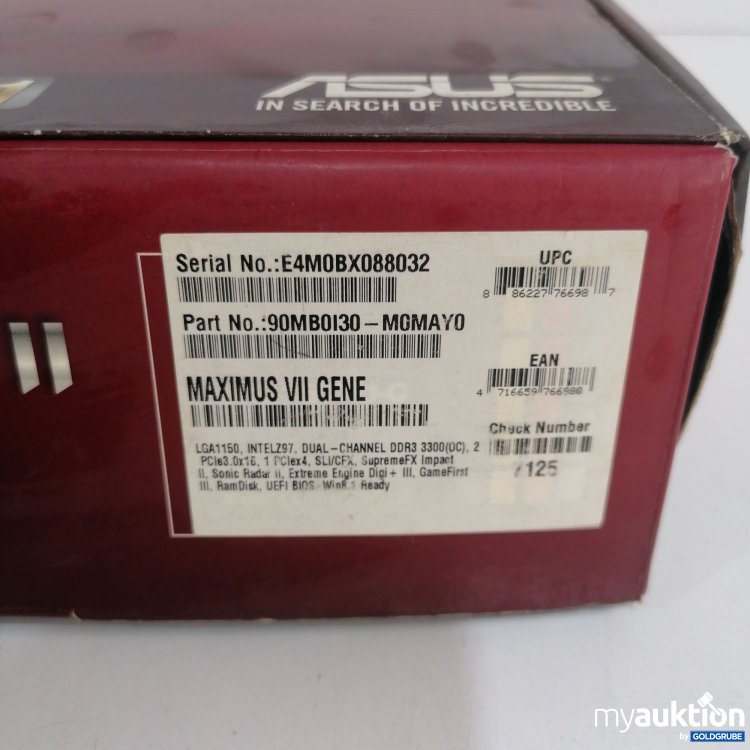 ASUS
IN SEARCH OF INCREDIBLE
Serial No.:E4M0BX088032
UPC
8 86227 76698 7
Part No.:90MB0I30-M0MAY0
EAN
4 716659 766988
MAXIMUS VII GENE
Check Number
LGA1150, INTELZ97, DUAL-CHANNEL DDR3 3300(OC), 2
PCIe3.0x16, 1 PCIex4, SLI/CFX, SupremeFX Impact
II, Sonic Radar II, Extreme Engine Digi+ III, GameFirst
III, RamDisk, UEFI BIOS, Win8.1 Ready
7125
II
myauktion
by GOLDGRUBE